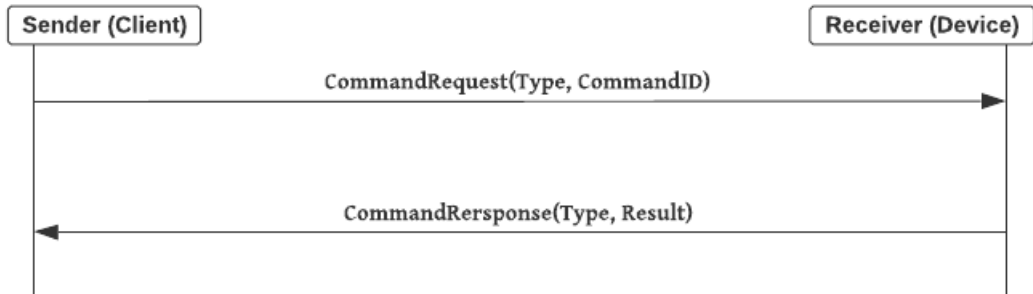 Sender (Client)
Receiver (Device)
CommandRequest(Type, CommandID)
CommandRersponse(Type, Result)